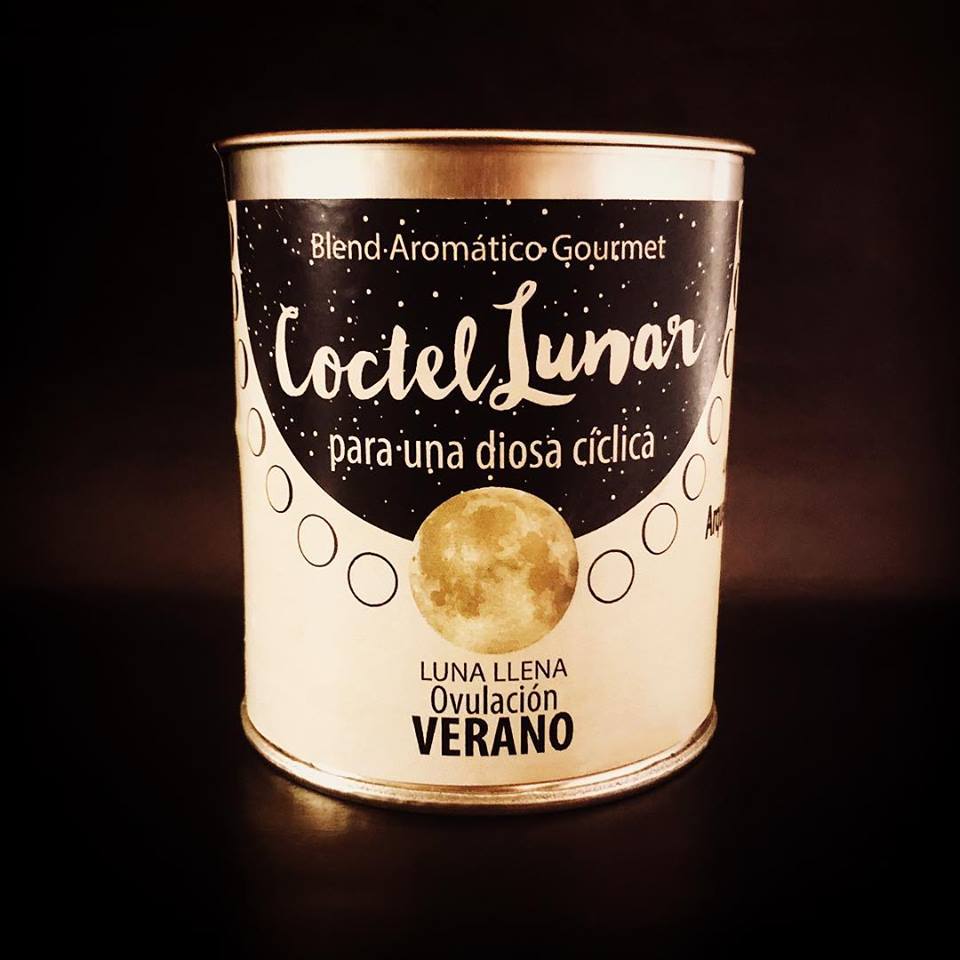 Blend Aromático Gourmet
Coctel Lunar
para una diosa cíclica
LUNA LLENA
Ovulación
VERANO